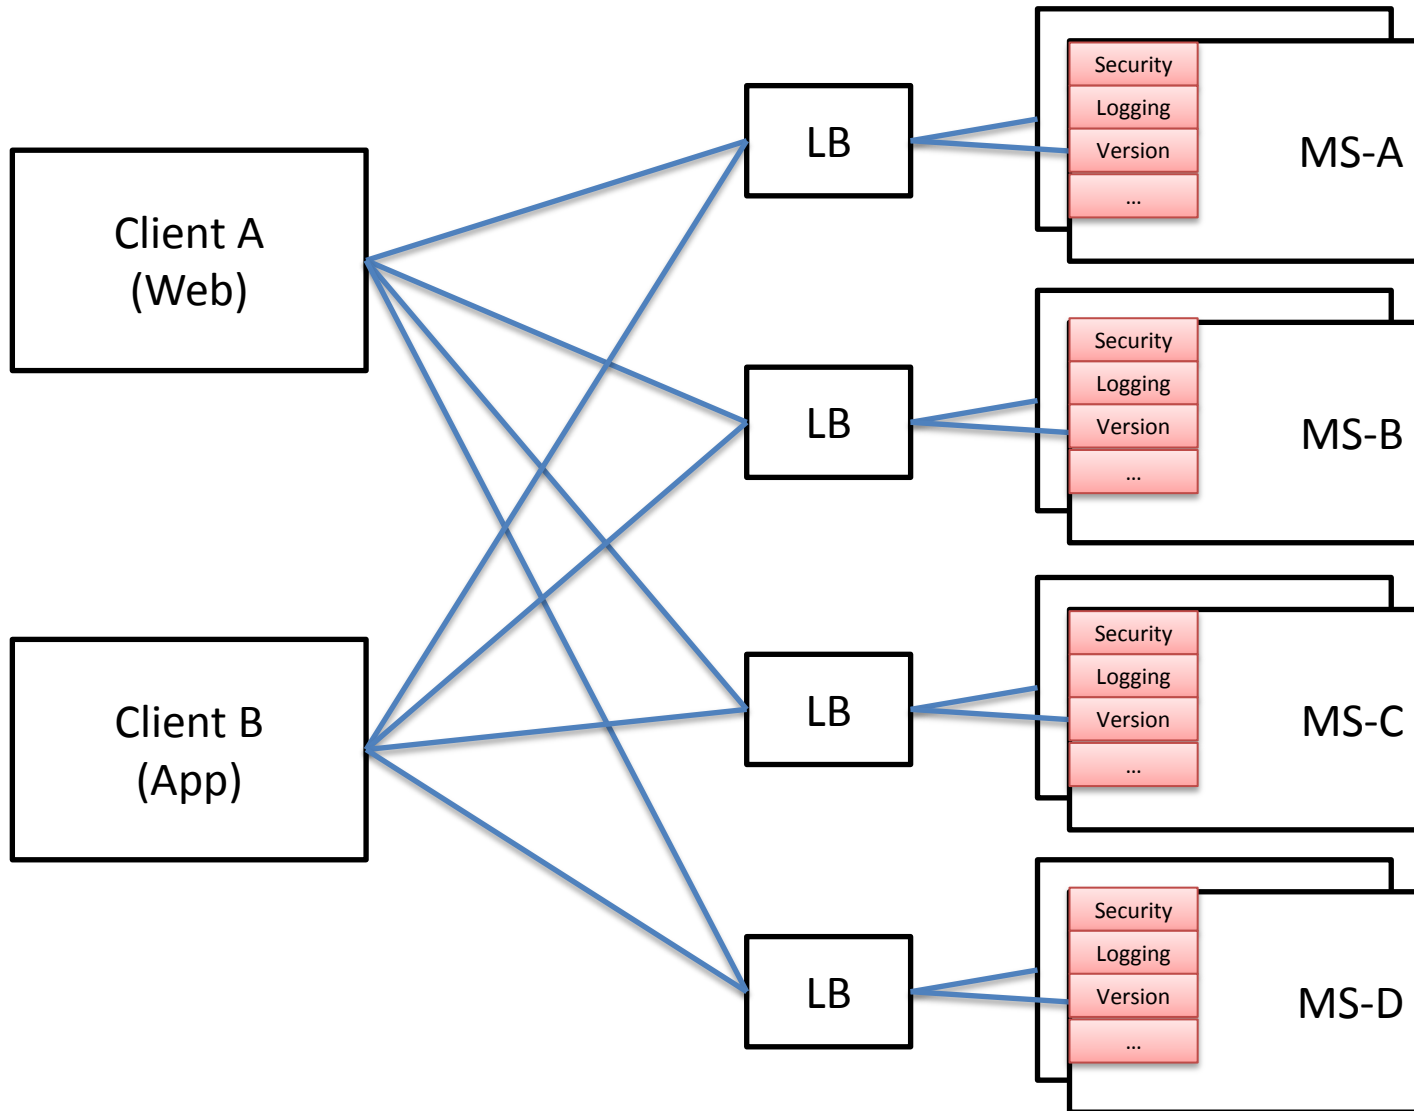 Client A
(Web)
Client B
(App)
LB
LB
LB
LB
Security
Logging
Version
...
MS-A
Security
Logging
Version
...
MS-B
Security
Logging
Version
...
MS-C
Security
Logging
Version
...
MS-D